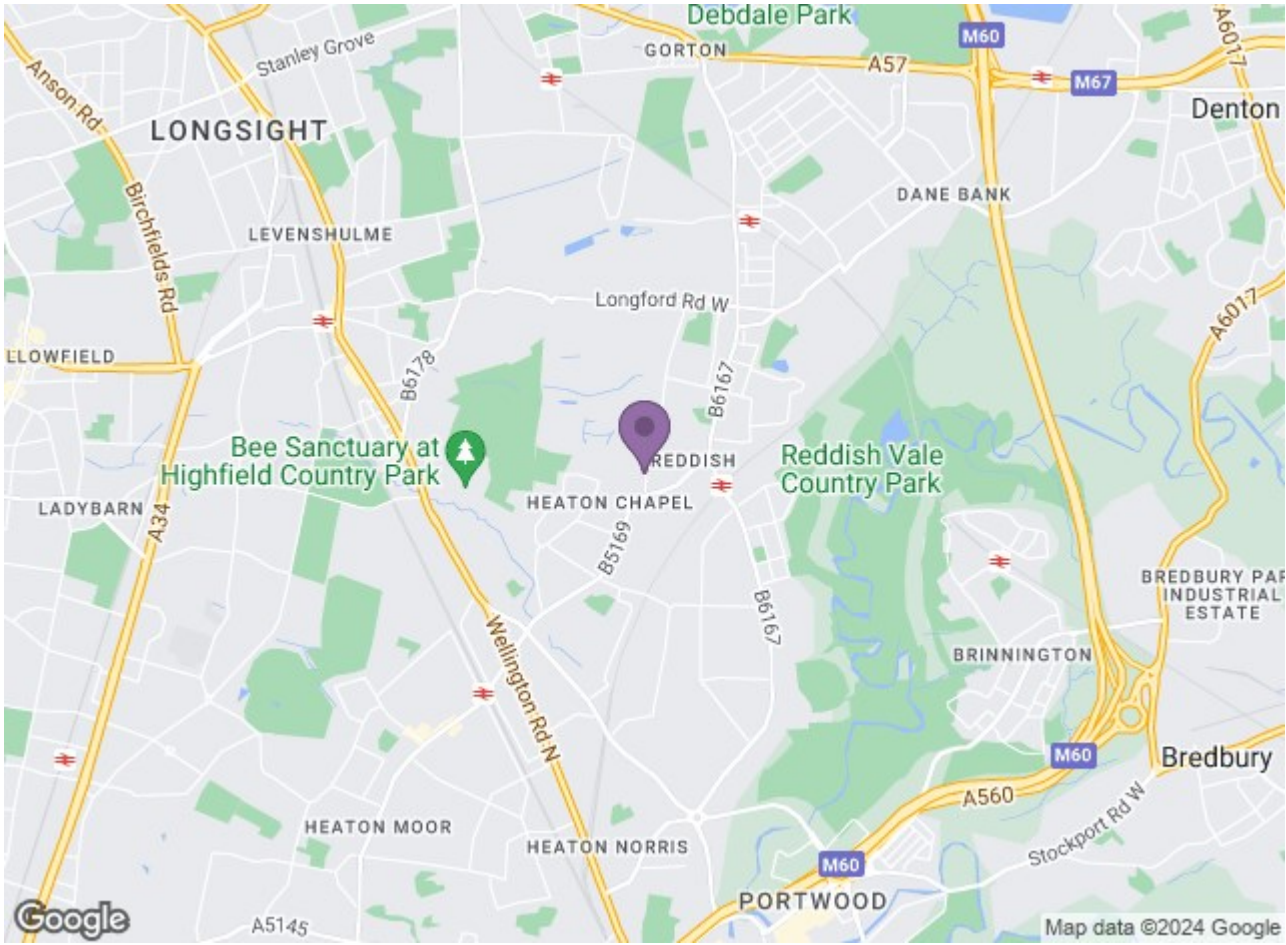 Debdale Park
GORTON
M60
A6017
Stanley Grove
A57
M67
Anson Rd
Denton
LONGSIGHT
Birchfields Rd
DANE BANK
LEVENSHULME
Longford Rd W
A6017
LLOWFIELD
B6178
B6167
Bee Sanctuary at
Highfield Country Park
REDDISH
Reddish Vale
Country Park
HEATON CHAPEL
LADYBARN
A34
B5169
B6167
BREDBURY PAR
INDUSTRIAL
ESTATE
Wellington Rd N
BRINNINGTON
M60
Bredbury
A560
Stockport Rd W
HEATON MOOR
HEATON NORRIS
M60
PORTWOOD
Google
A5145
Map data ©2024 Google